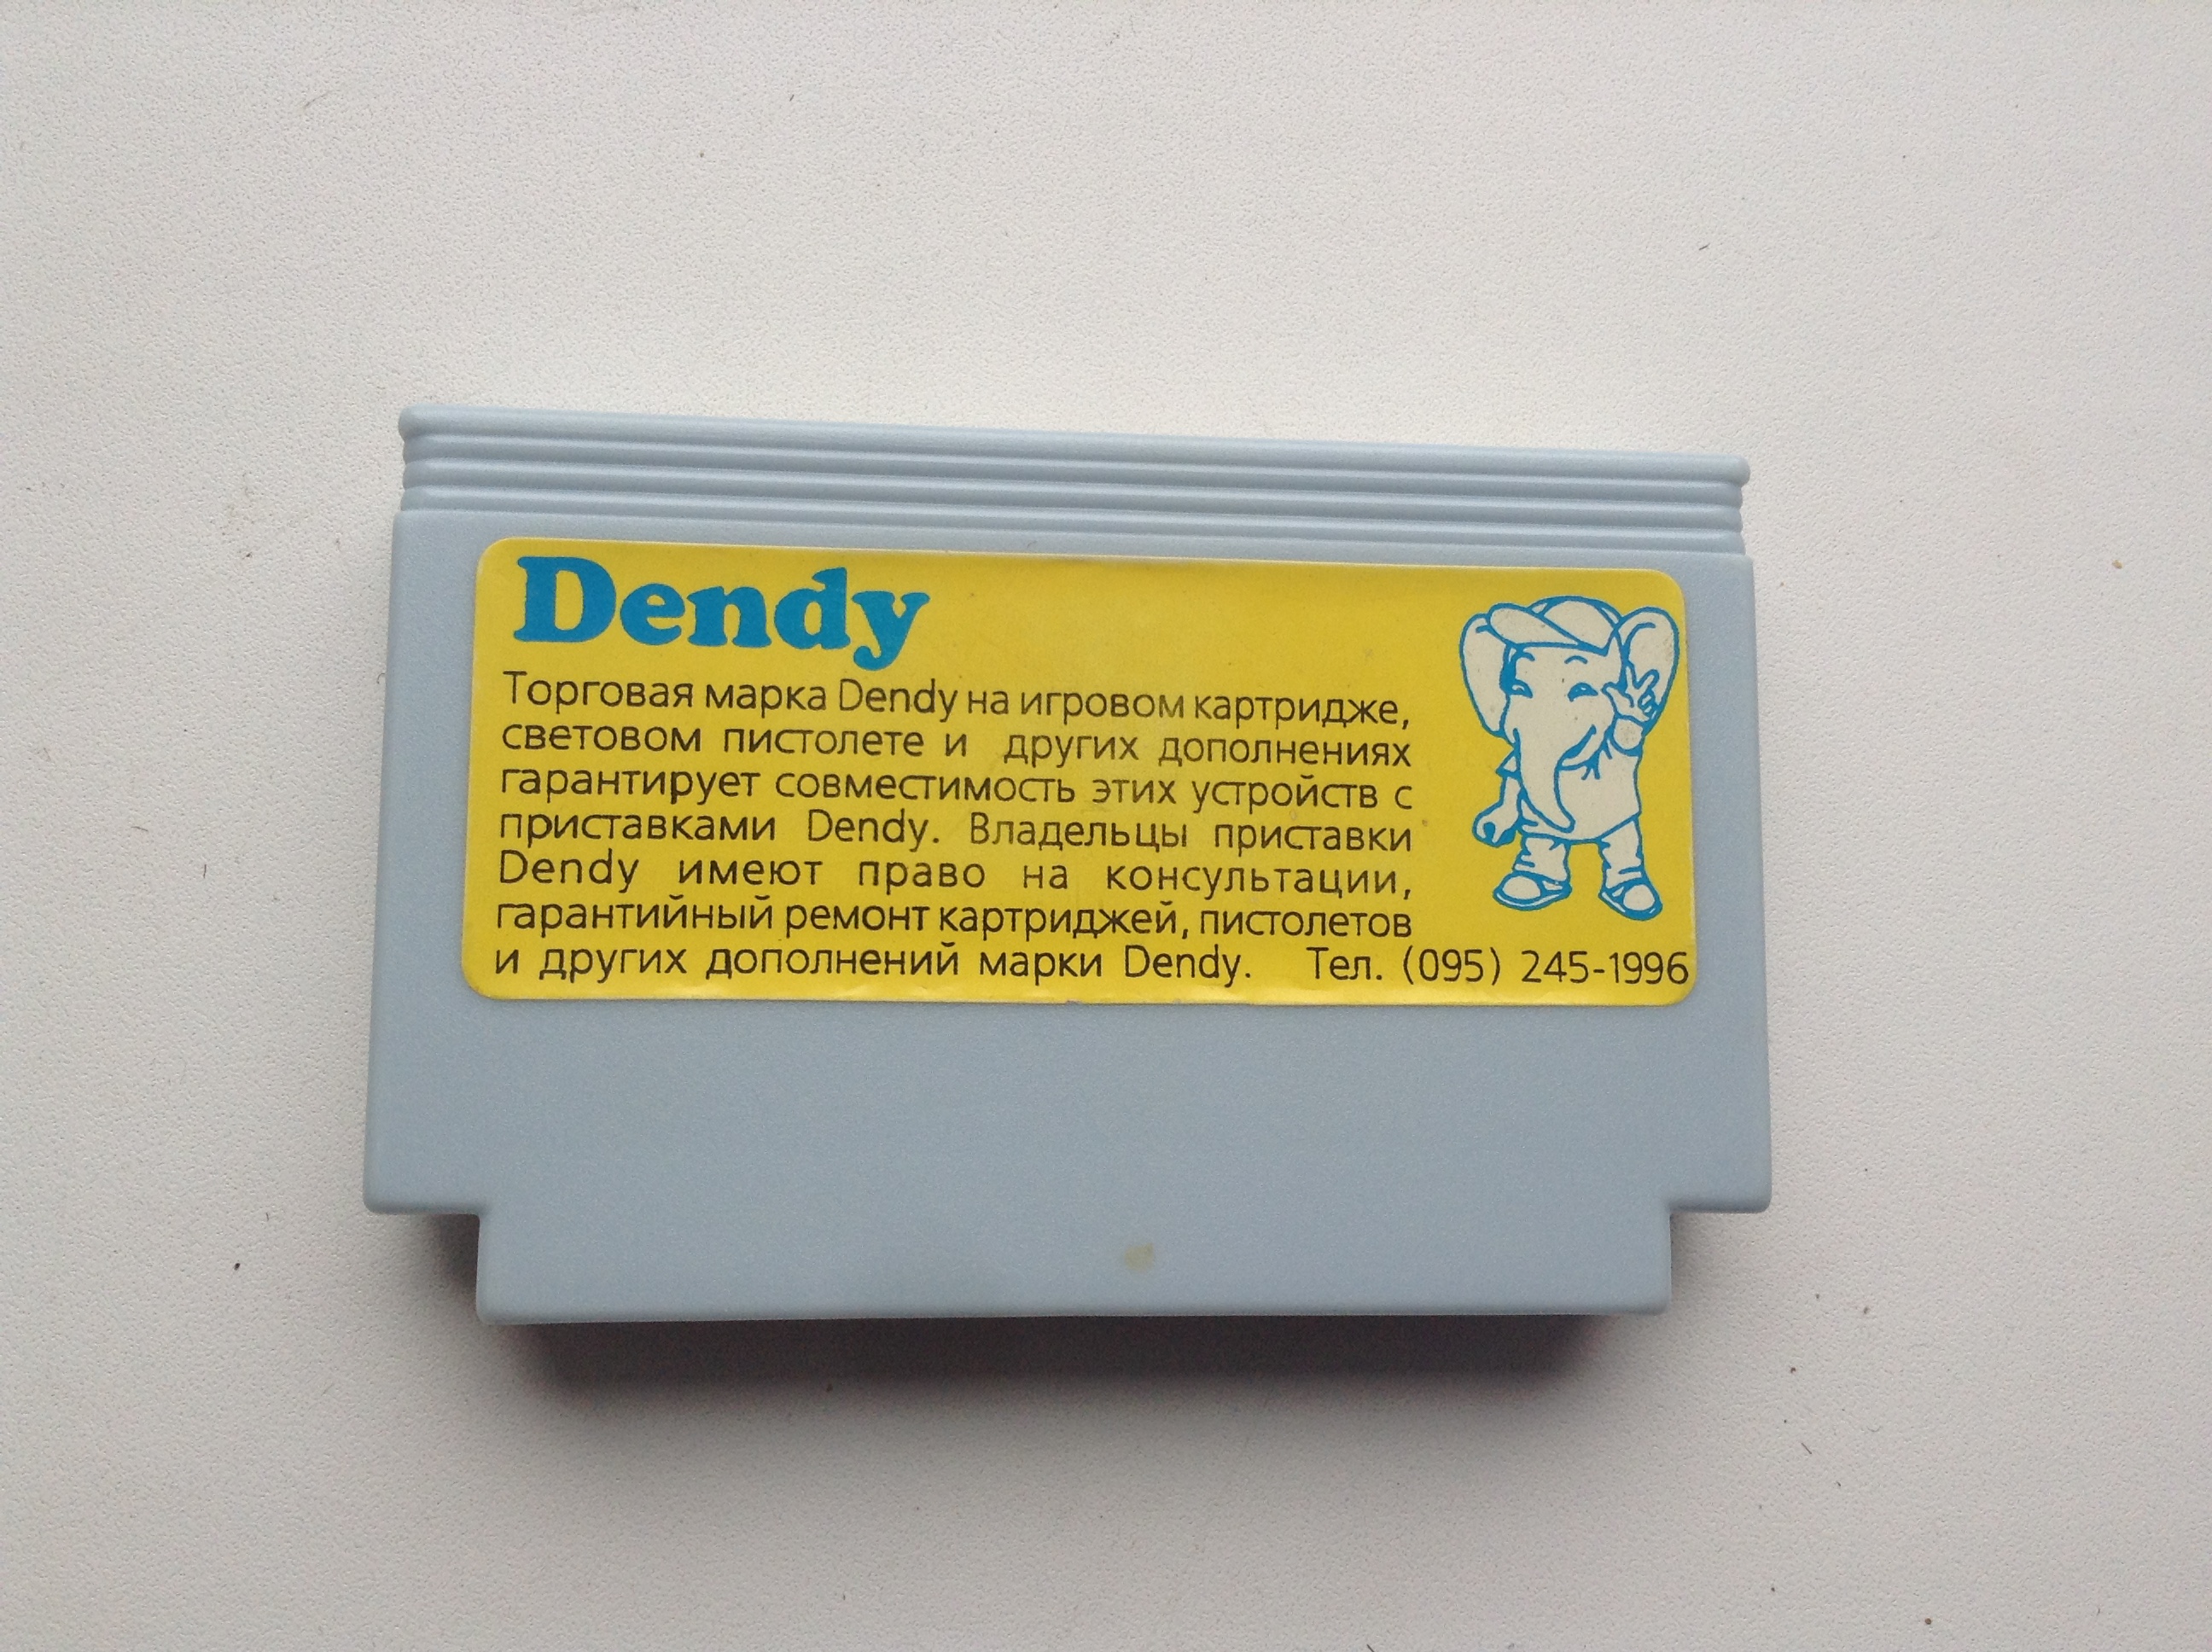 Dendy
Торговая марка Dendy на игровом картридже,
световом пистолете и других дополнениях
гарантирует совместимость этих устройств с
приставками Dendy. Владельцы приставки
Dendy имеют право на консультации,
гарантийный ремонт картриджей, пистолетов
и других дополнений марки Dendy. Тел. (095) 245-1996